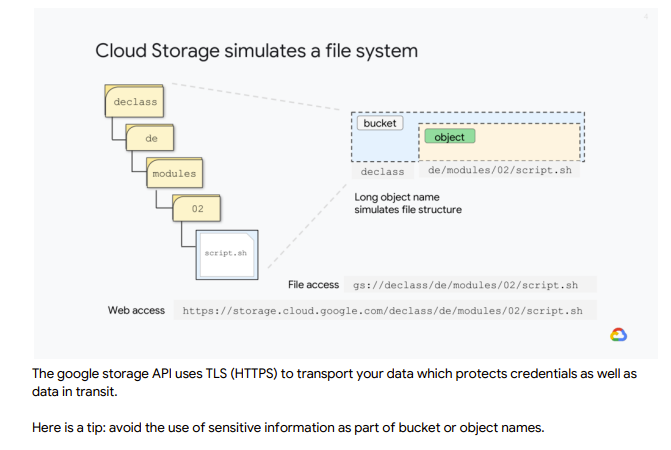 Cloud Storage simulates a file system
declass
de
modules
02
script.sh
bucket
object
declass
de/modules/02/script.sh
Long object name
simulates file structure
File access gs://declass/de/modules/02/script.sh
Web access https://storage.cloud.google.com/declass/de/modules/02/script.sh
The google storage API uses TLS (HTTPS) to transport your data which protects credentials as well as
data in transit.
Here is a tip: avoid the use of sensitive information as part of bucket or object names.